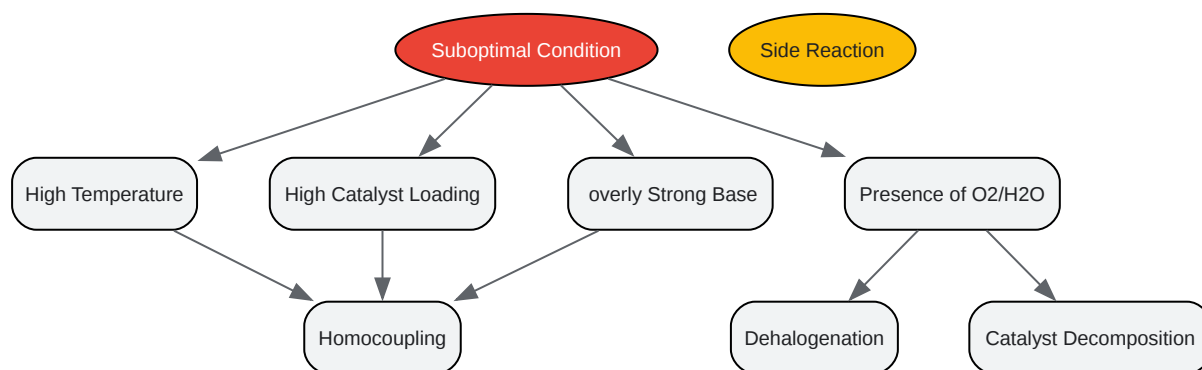 Suboptimal Condition
Side Reaction
High Temperature
High Catalyst Loading
overly Strong Base
Presence of O2/H2O
Homocoupling
Dehalogenation
Catalyst Decomposition